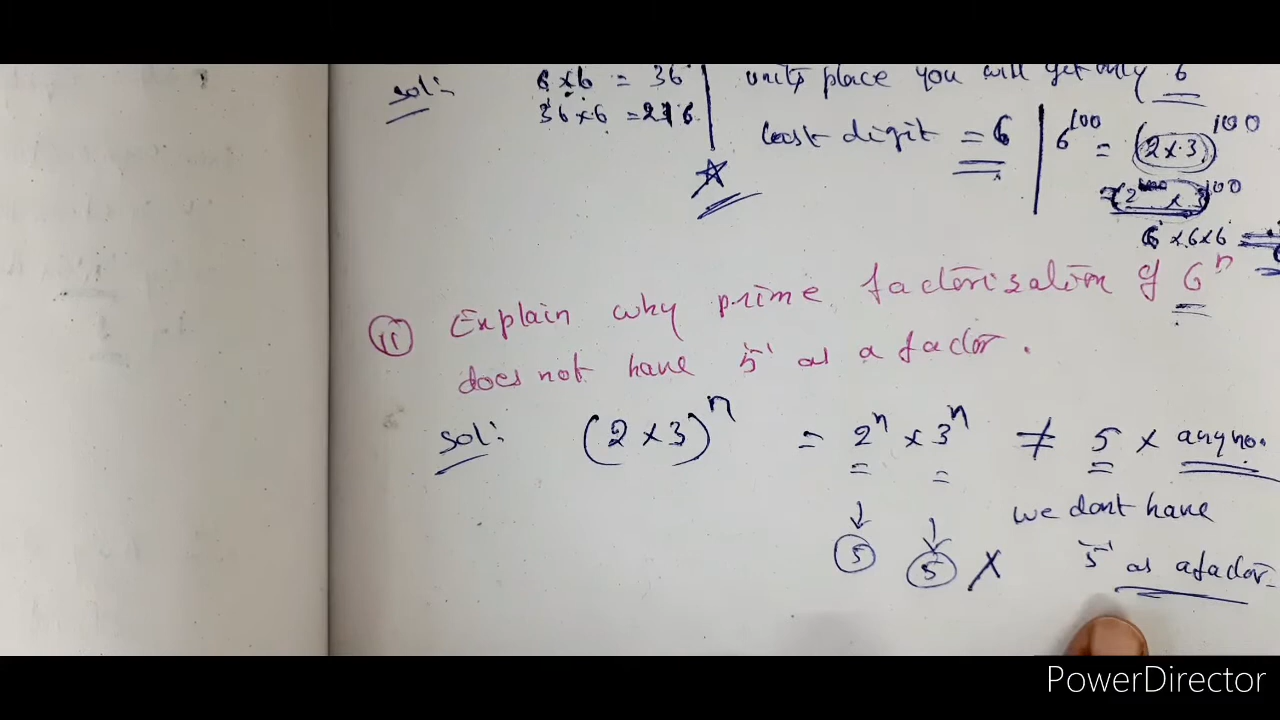 sol:
6 × 6 = 36
36 × 6 = 216
units place you will get only 6
last digit = 6
6^100 = (2 × 3)^100
6 × 6 × 6 =
(ii) Explain why prime factorisation of 6^n
does not have 5 as a factor.
sol: (2 × 3)^n = 2^n × 3^n ≠ 5 × any no.
↓ ↓ we dont have
5 5 × 5 as a factor
PowerDirector